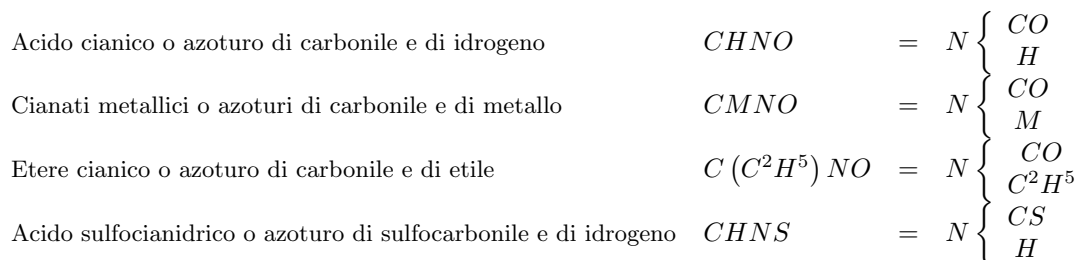 Acido cianico o azoturo di carbonile e di idrogeno CHNO = N { CO H
Cianati metallici o azoturi di carbonile e di metallo CMNO = N { CO M
Etere cianico o azoturo di carbonile e di etile C (C²H⁵) NO = N { CO C²H⁵
Acido sulfocianidrico o azoturo di sulfocarbonile e di idrogeno CHNS = N { CS H